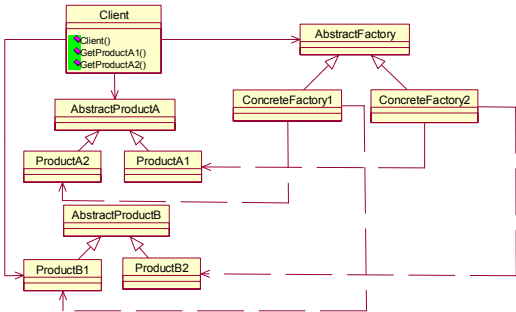 Client
Client()
GetProductA1()
GetProductA2()
AbstractFactory
AbstractProductA
ConcreteFactory1
ConcreteFactory2
ProductA2
ProductA1
AbstractProductB
ProductB1
ProductB2